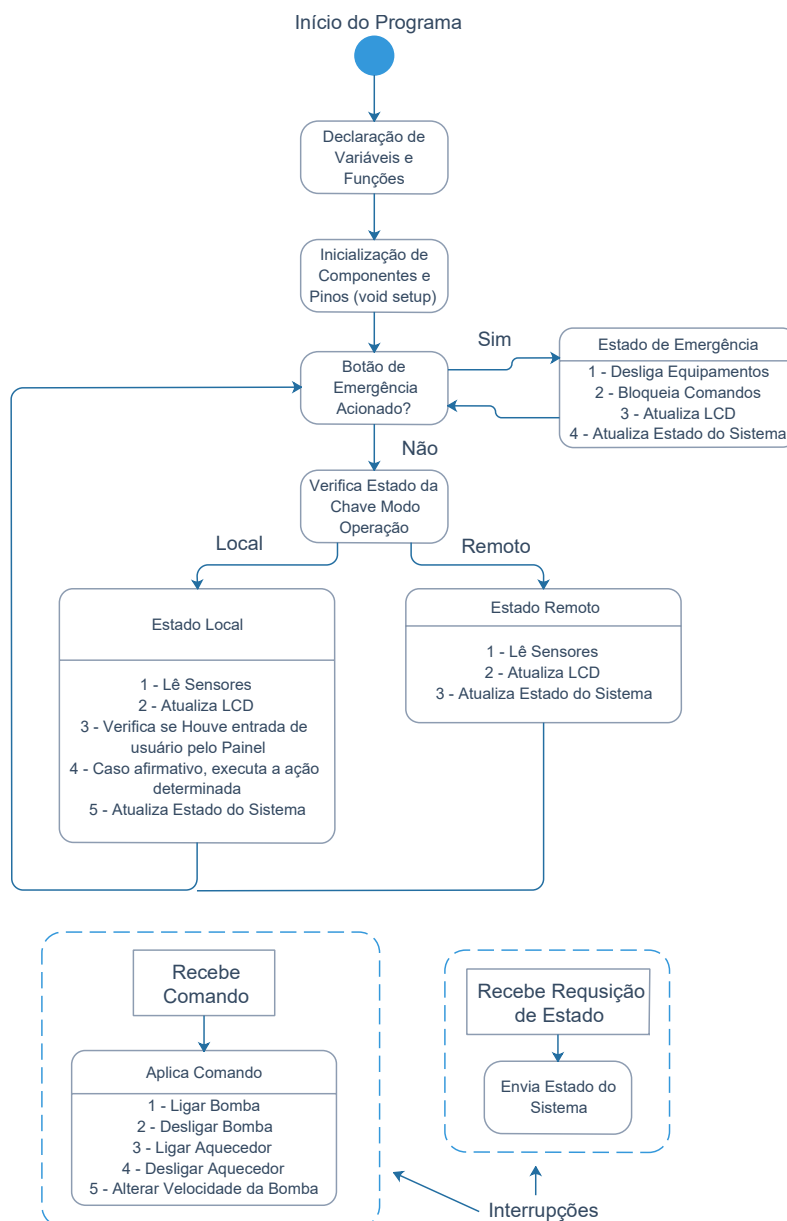 Início do Programa
Declaração de
Variáveis e
Funções
Inicialização de
Componentes e
Pinos (void setup)
Botão de
Emergência
Acionado?
Sim
Estado de Emergência
1 - Desliga Equipamentos
2 - Bloqueia Comandos
3 - Atualiza LCD
4 - Atualiza Estado do Sistema
Não
Verifica Estado da
Chave Modo
Operação
Local
Remoto
Estado Local
1 - Lê Sensores
2 - Atualiza LCD
3 - Verifica se Houve entrada de
usuário pelo Painel
4 - Caso afirmativo, executa a ação
determinada
5 - Atualiza Estado do Sistema
Estado Remoto
1 - Lê Sensores
2 - Atualiza LCD
3 - Atualiza Estado do Sistema
Recebe
Comando
Aplica Comando
1 - Ligar Bomba
2 - Desligar Bomba
3 - Ligar Aquecedor
4 - Desligar Aquecedor
5 - Alterar Velocidade da Bomba
Recebe Requsição
de Estado
Envia Estado do
Sistema
Interrupções